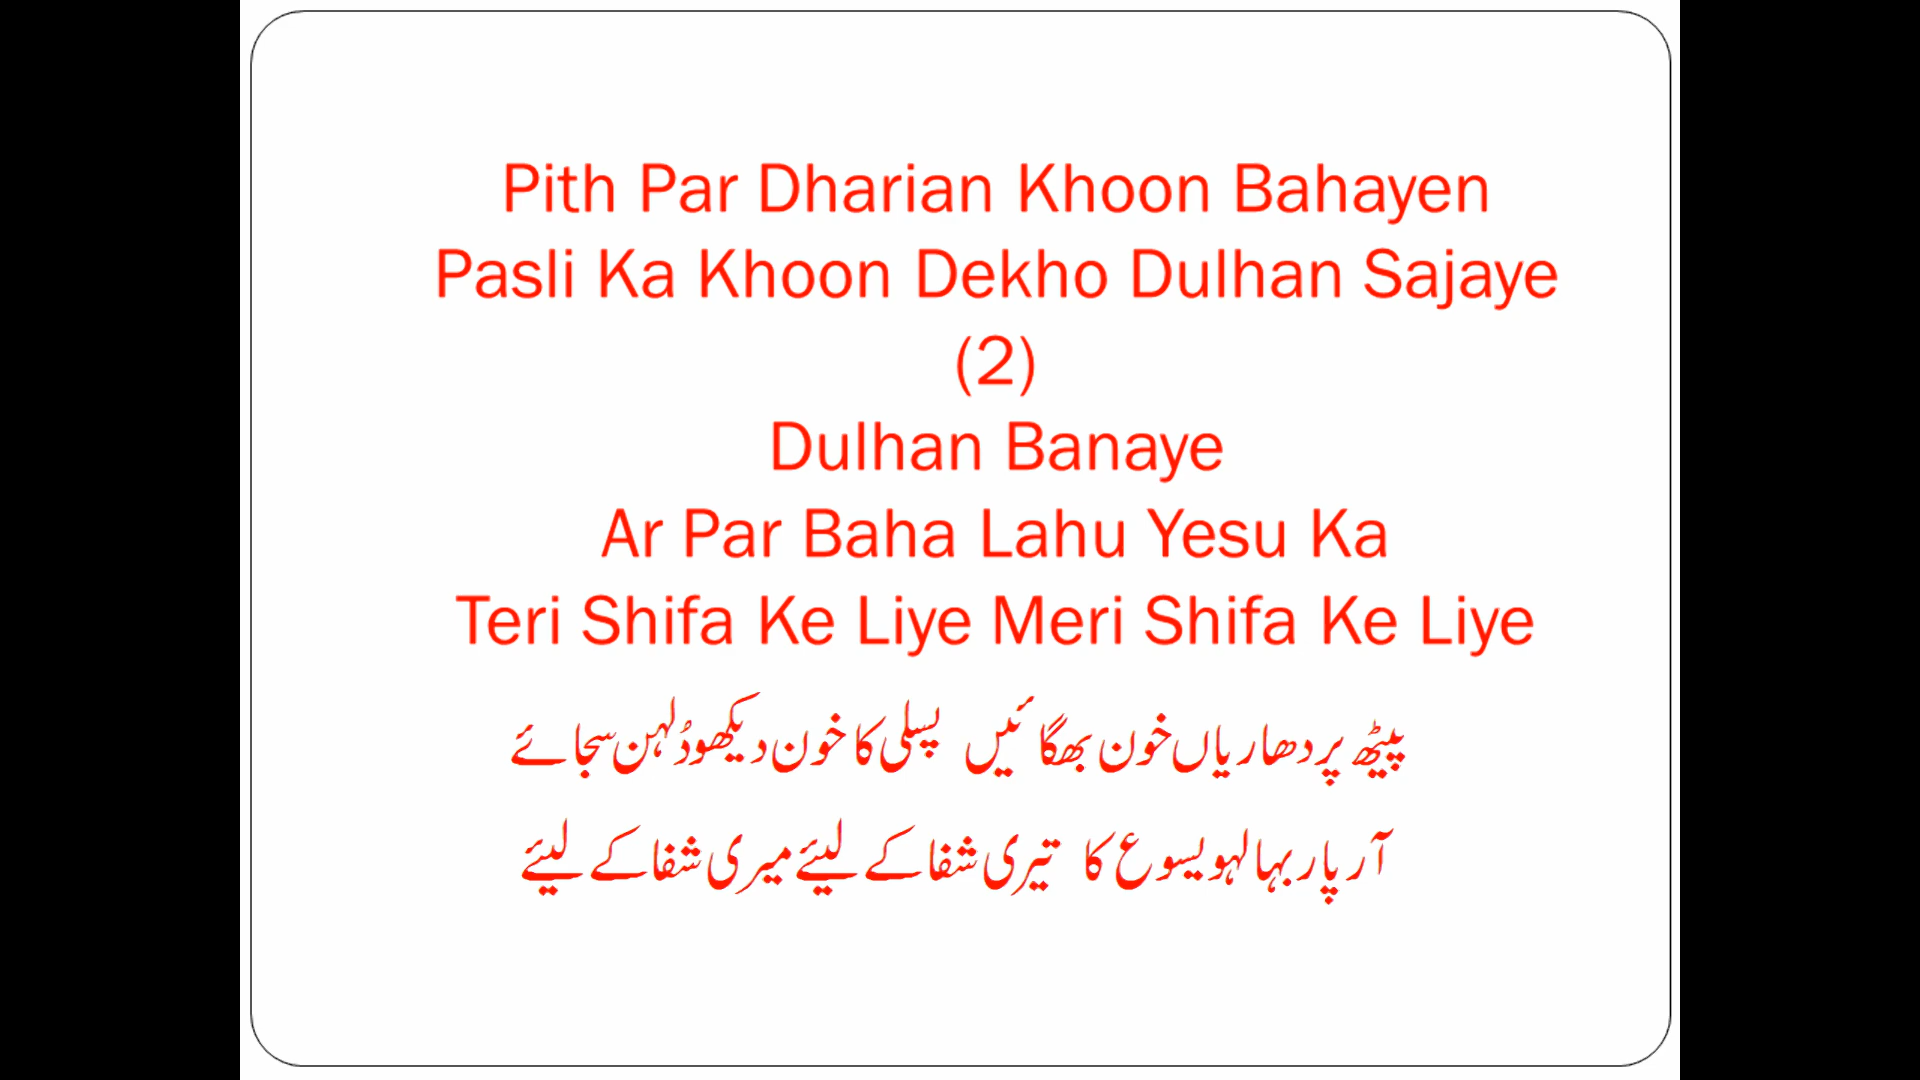 Pith Par Dharian Khoon Bahayen
Pasli Ka Khoon Dekho Dulhan Sajaye
(2)
Dulhan Banaye
Ar Par Baha Lahu Yesu Ka
Teri Shifa Ke Liye Meri Shifa Ke Liye
پیٹھ پر دھاریاں خون بھگائیں پسلی کا خون دیکھو دُلہن سجائے
آر پار بہا لہو یسوع کا تیری شفا کے لیئے میری شفا کے لیئے